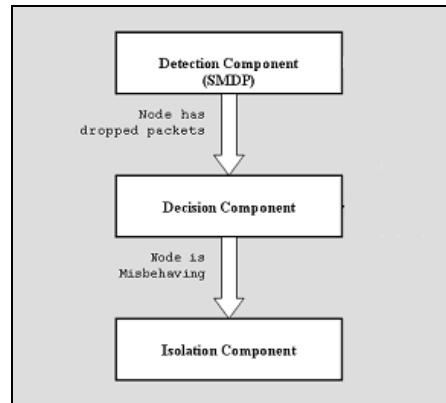 Detection Component
(SMDP)
Node has
dropped packets
Decision Component
Node is
Misbehaving
Isolation Component